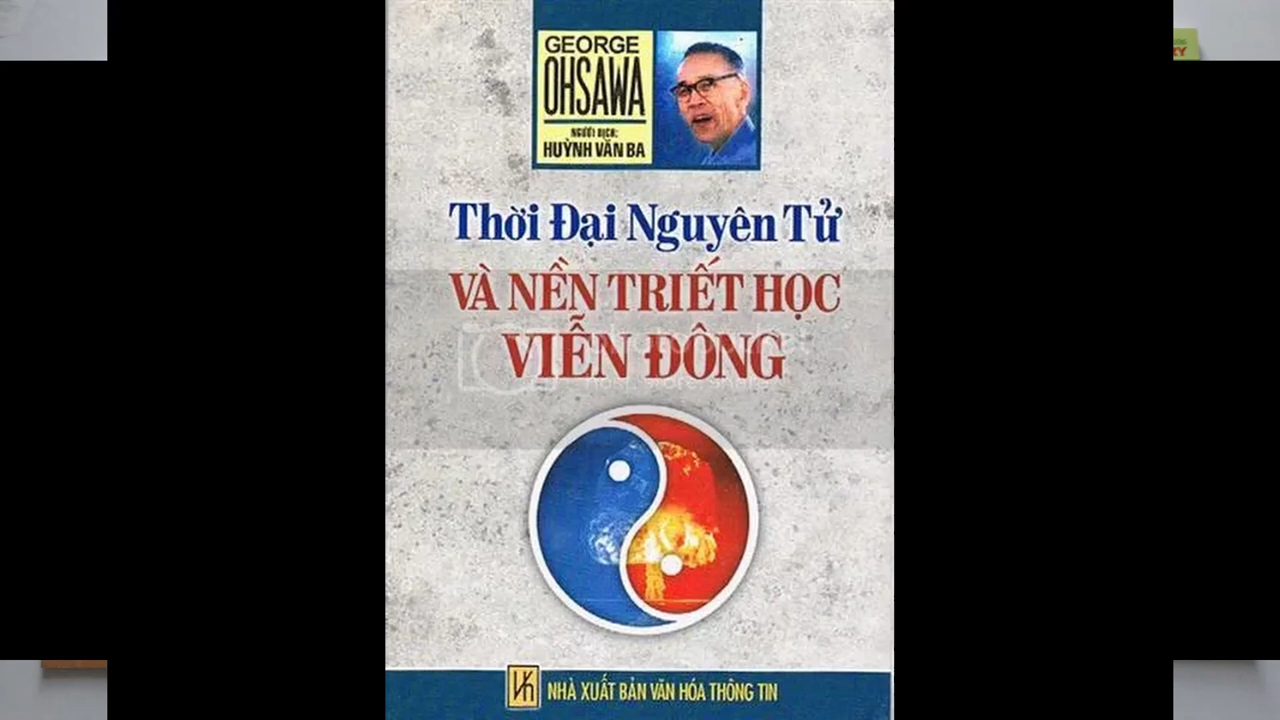 GEORGE
OHSAWA
NGƯỜI DỊCH:
HUỲNH VĂN BA
Thời Đại Nguyên Tử
VÀ NỀN TRIẾT HỌC
VIỄN ĐÔNG
NHÀ XUẤT BẢN VĂN HÓA THÔNG TIN